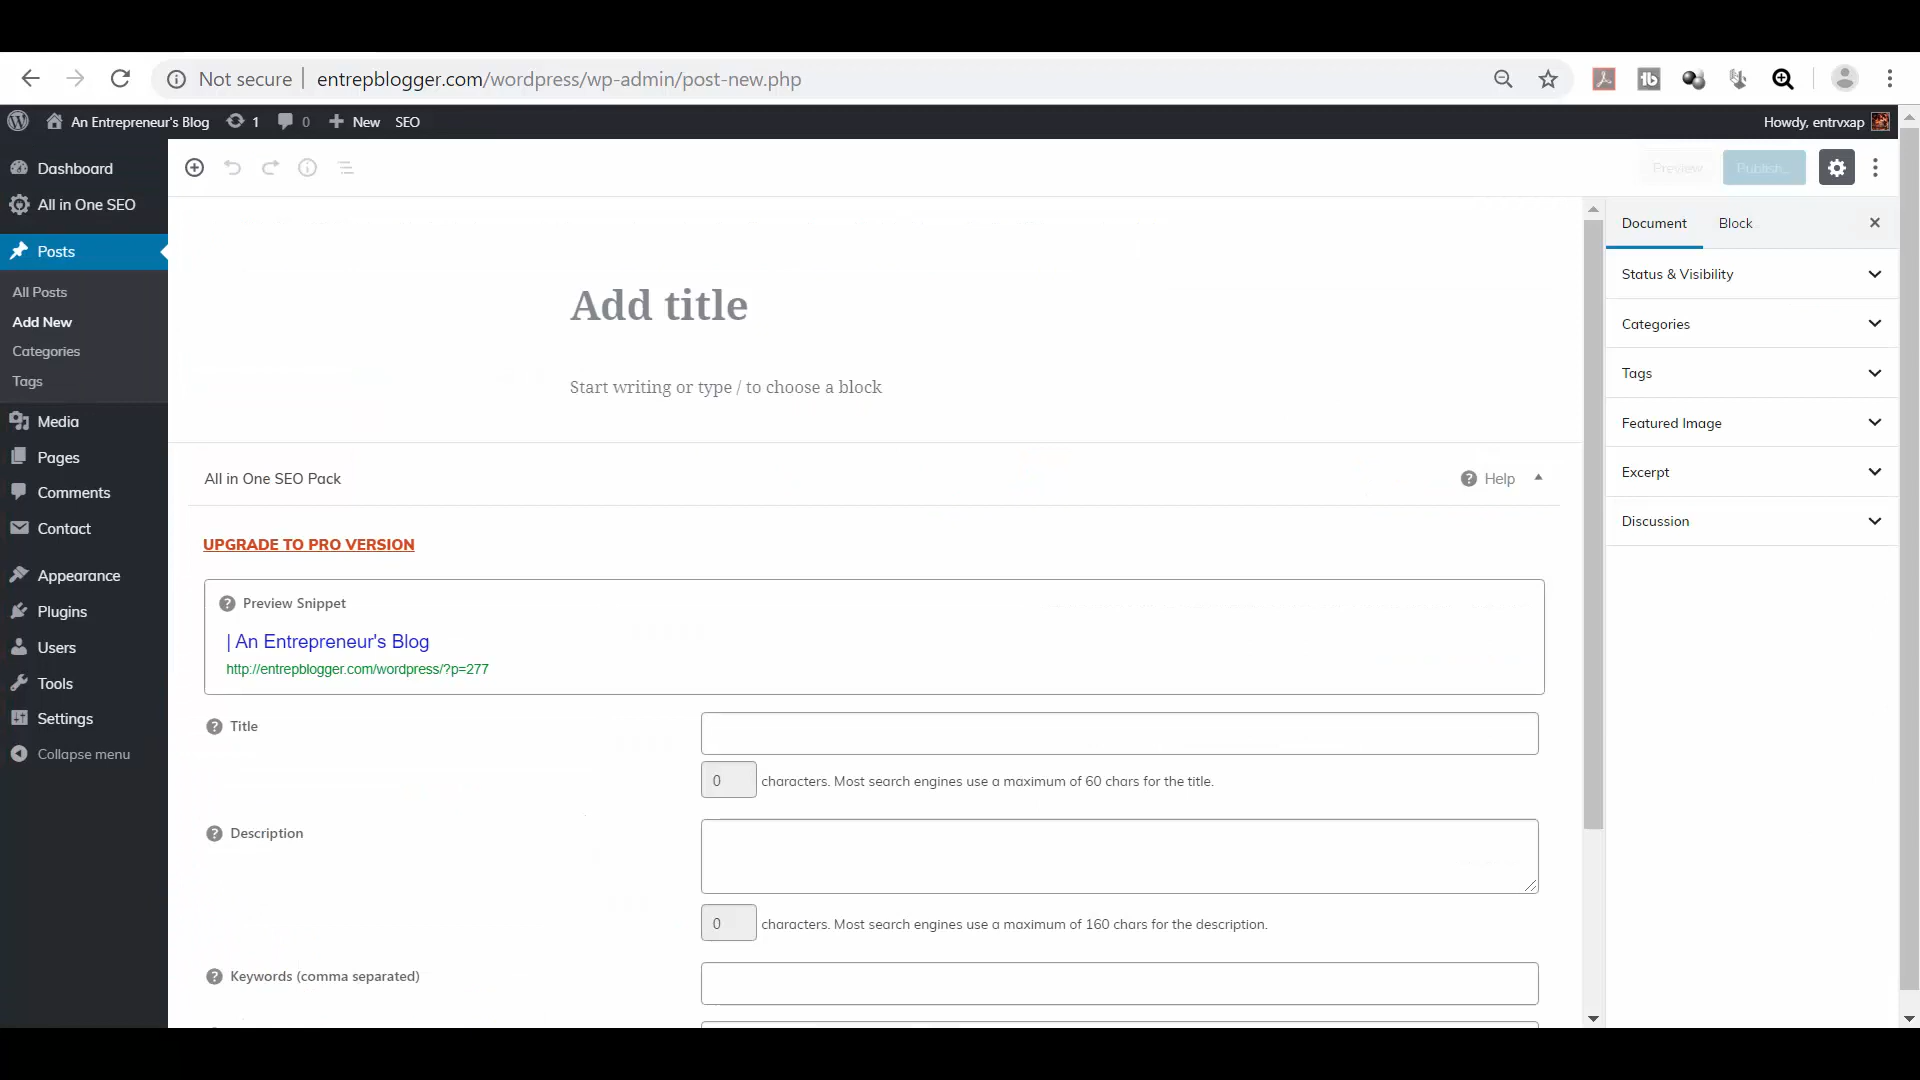 Not secure | entrepblogger.com/wordpress/wp-admin/post-new.php
An Entrepreneur's Blog 1 0 New SEO Howdy, entrvxap
Dashboard
All in One SEO
Posts
All Posts
Add New
Categories
Tags
Media
Pages
Comments
Contact
Appearance
Plugins
Users
Tools
Settings
Collapse menu
Preview Publish...
Add title
Start writing or type / to choose a block
All in One SEO Pack Help
UPGRADE TO PRO VERSION
Preview Snippet
| An Entrepreneur's Blog
http://entrepblogger.com/wordpress/?p=277
Title
0 characters. Most search engines use a maximum of 60 chars for the title.
Description
0 characters. Most search engines use a maximum of 160 chars for the description.
Keywords (comma separated)
Document Block
Status & Visibility
Categories
Tags
Featured Image
Excerpt
Discussion